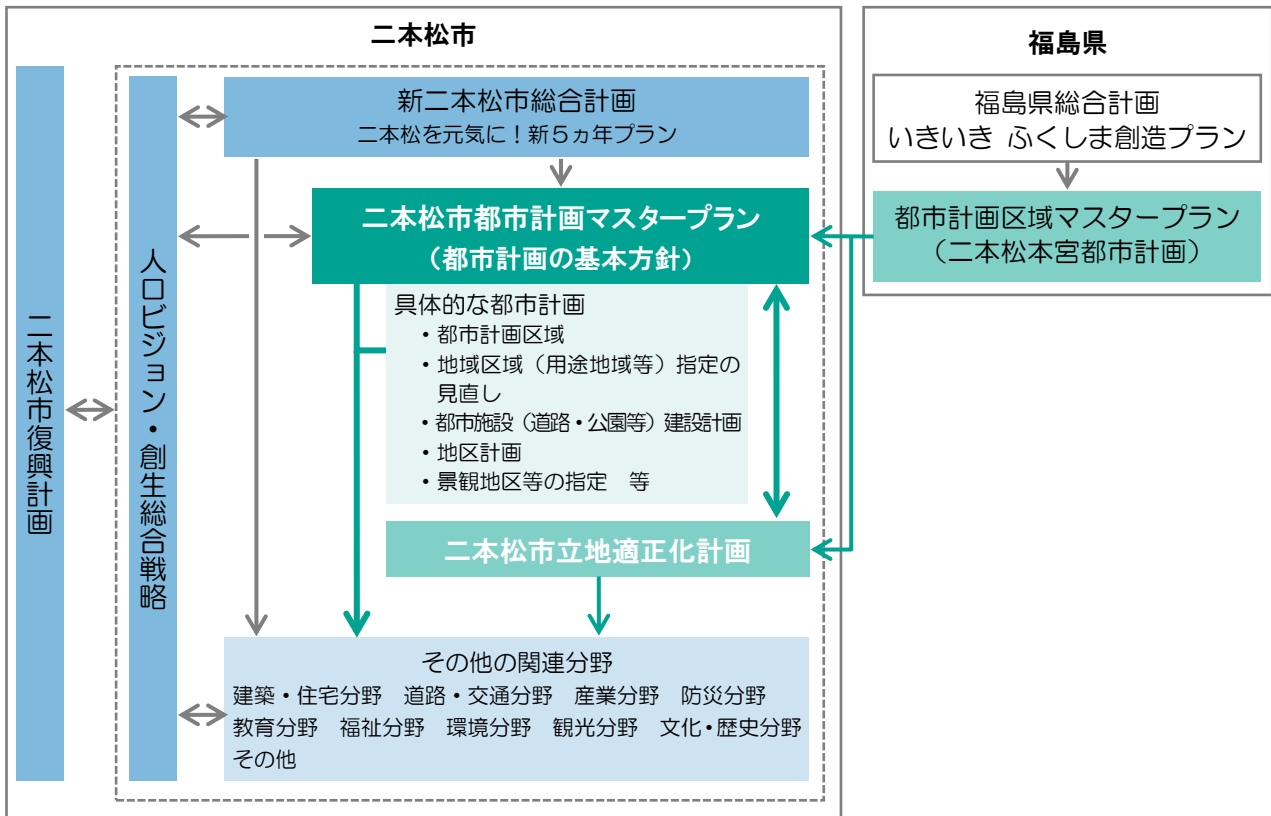 二本松市
二本松市復興計画
人口ビジョン・創生総合戦略
新二本松市総合計画
二本松を元気に！新５ヵ年プラン
二本松市都市計画マスタープラン
（都市計画の基本方針）
具体的な都市計画
・都市計画区域
・地域区域（用途地域等）指定の
見直し
・都市施設（道路・公園等）建設計画
・地区計画
・景観地区等の指定　等
二本松市立地適正化計画
その他の関連分野
建築・住宅分野　道路・交通分野　産業分野　防災分野
教育分野　福祉分野　環境分野　観光分野　文化・歴史分野
その他
福島県
福島県総合計画
いきいき ふくしま創造プラン
都市計画区域マスタープラン
（二本松本宮都市計画）